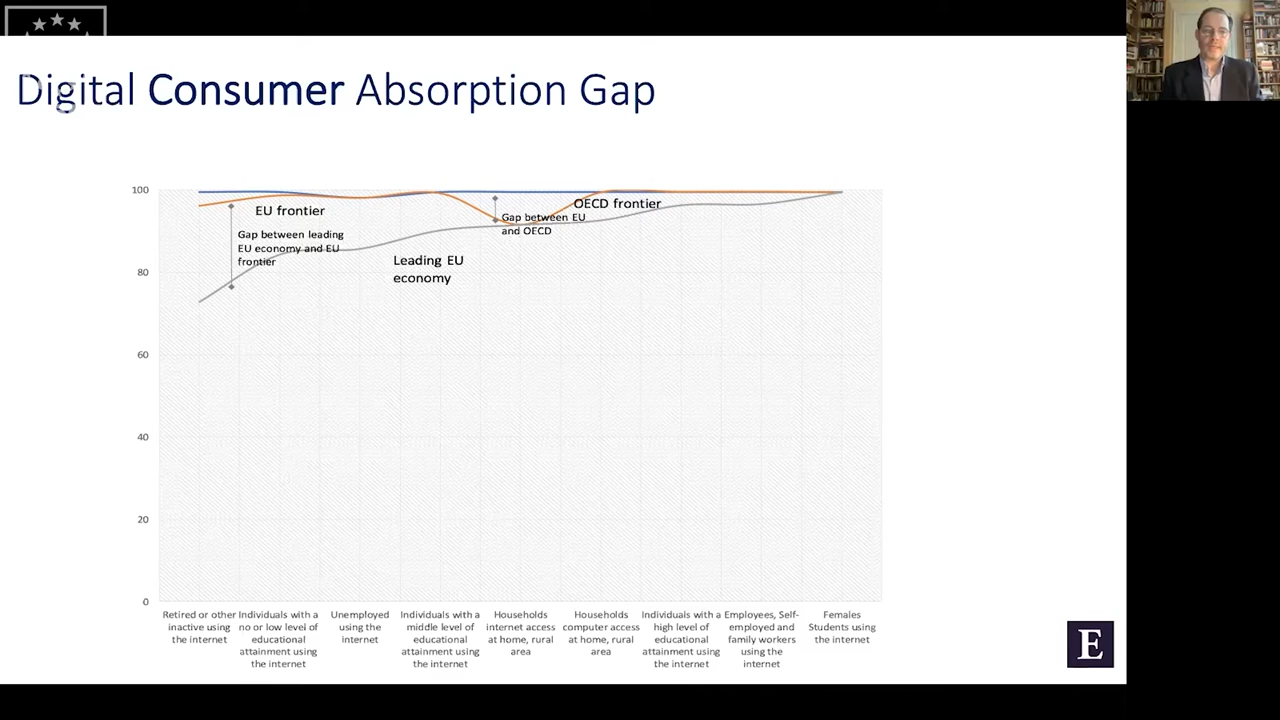 Digital Consumer Absorption Gap
100
80
60
40
20
0
EU frontier
Gap between leading
EU economy and EU
frontier
Leading EU
economy
OECD frontier
Gap between EU
and OECD
Retired or other
inactive using
the internet
Individuals with a
no or low level of
educational
attainment using
the internet
Unemployed
using the
internet
Individuals with a
middle level of
educational
attainment using
the internet
Households
internet access
at home, rural
area
Households
computer access
at home, rural
area
Individuals with a
high level of
educational
attainment using
the internet
Employees, Self-
employed and
family workers
using the
internet
Females
Students using
the internet
E